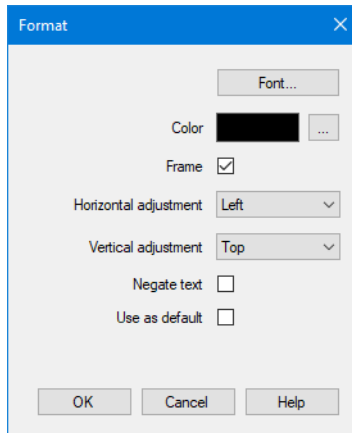 Format
Font...
Color ...
Frame
Horizontal adjustment Left
Vertical adjustment Top
Negate text
Use as default
OK Cancel Help